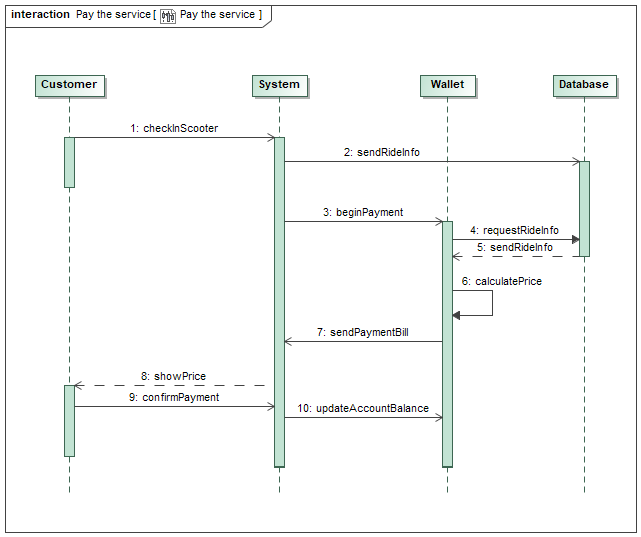 interaction Pay the service [ Pay the service ]
Customer System Wallet Database
1: checkInScooter
2: sendRideInfo
3: beginPayment
4: requestRideInfo
5: sendRideInfo
6: calculatePrice
7: sendPaymentBill
8: showPrice
9: confirmPayment
10: updateAccountBalance